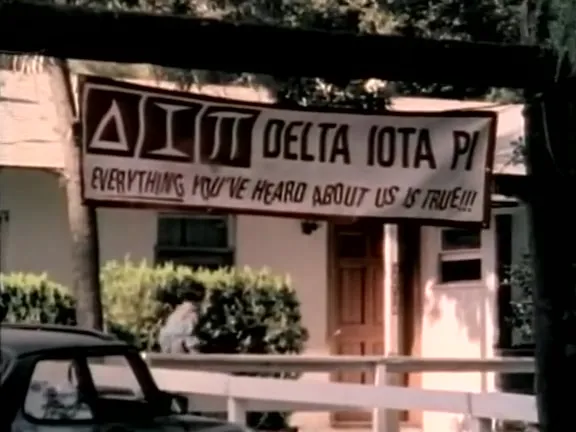 ΔΙΠ DELTA IOTA PI
EVERYTHING YOU'VE HEARD ABOUT US IS TRUE!!!